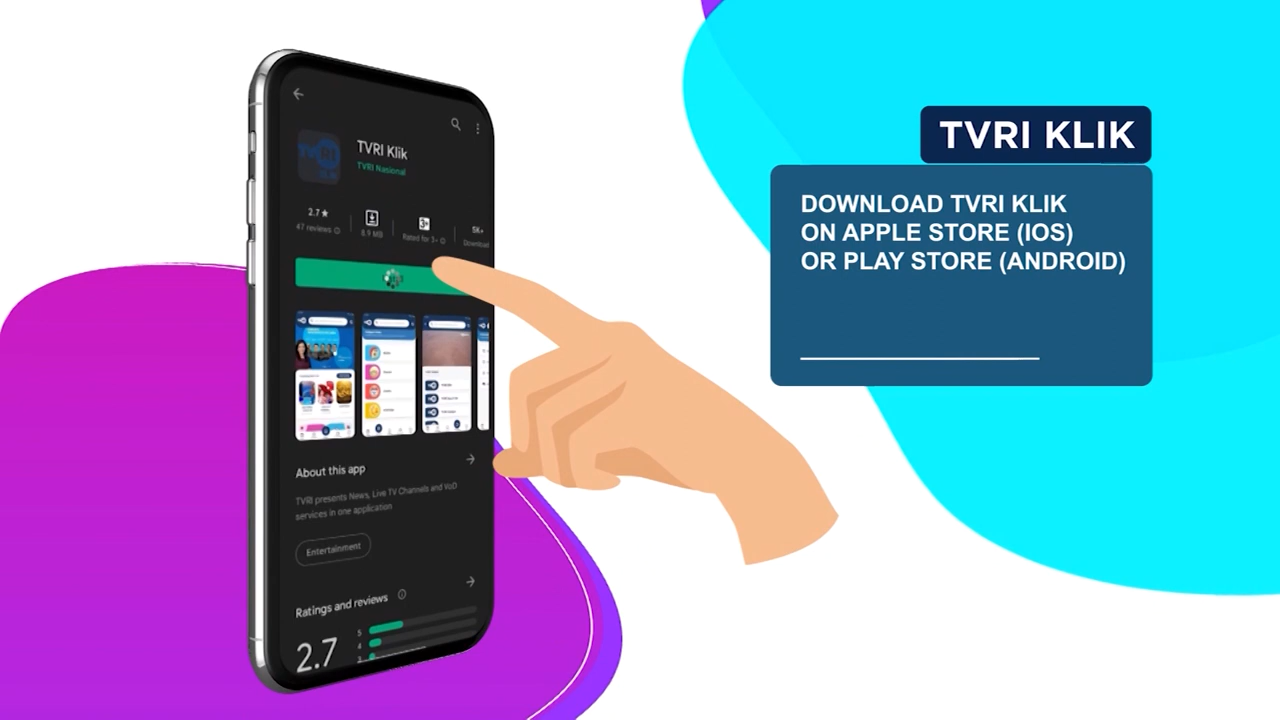 TVRI Klik
TVRI Nasional
2.7★
47 reviews
8.9 MB
3+
Rated for 3+
5K+
Download
About this app
TVRI presents News, Live TV Channels and VoD
services in one application
Entertainment
Ratings and reviews
2.7
5
4
3
TVRI KLIK
DOWNLOAD TVRI KLIK
ON APPLE STORE (IOS)
OR PLAY STORE (ANDROID)